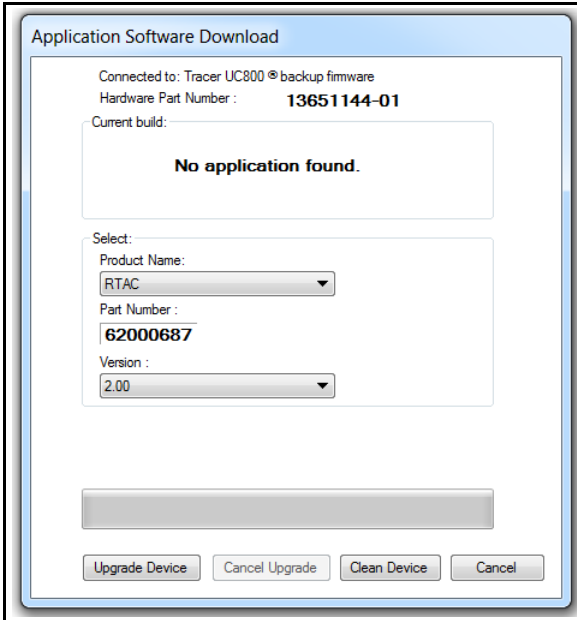 Application Software Download
Connected to: Tracer UC800 ® backup firmware
Hardware Part Number : 13651144-01
Current build:
No application found.
Select:
Product Name:
RTAC
Part Number :
62000687
Version :
2.00
Upgrade Device Cancel Upgrade Clean Device Cancel